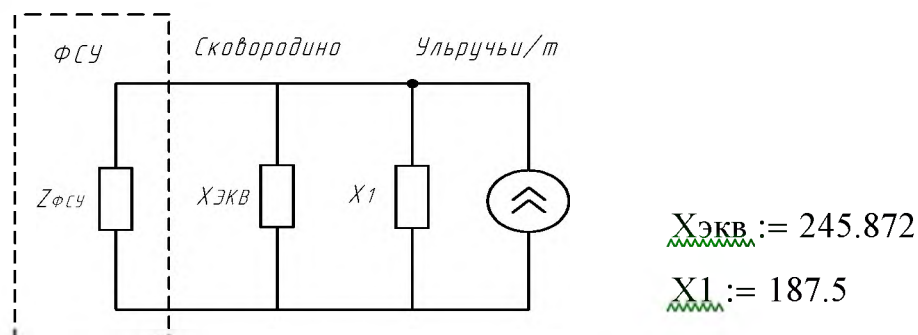 ФСУ
Сковородино
Ульручьи/т
Zфсу
Xэкв
X1
Xэкв := 245.872
X1 := 187.5